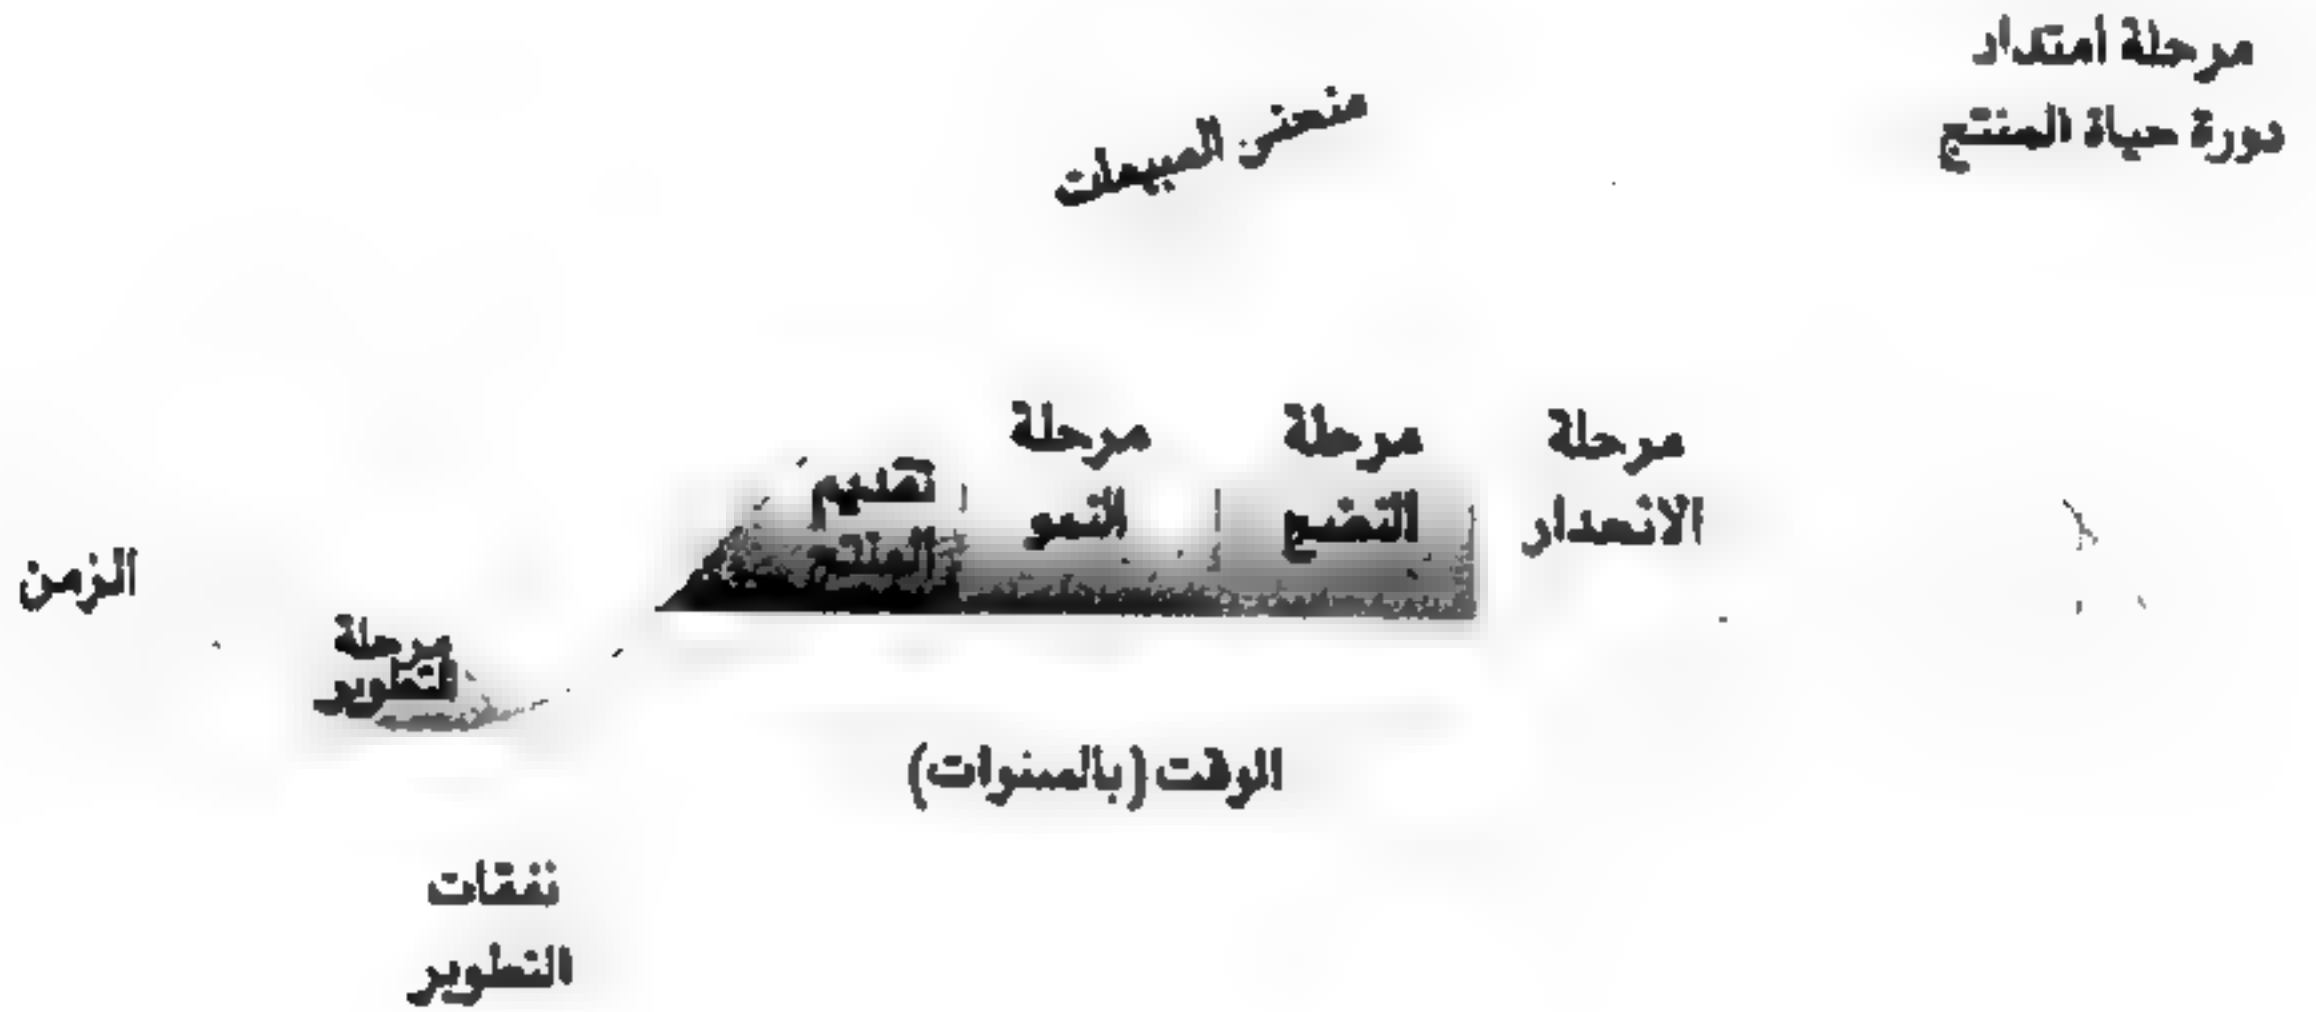 مرحلة امتداد
دورة حياة المنتج
منحنى المبيعات
مرحلة
الانحدار
مرحلة
النضج
مرحلة
النمو
تقديم
المنتج
الزمن
مرحلة
التطوير
الوقت (بالسنوات)
نفقات
التطوير